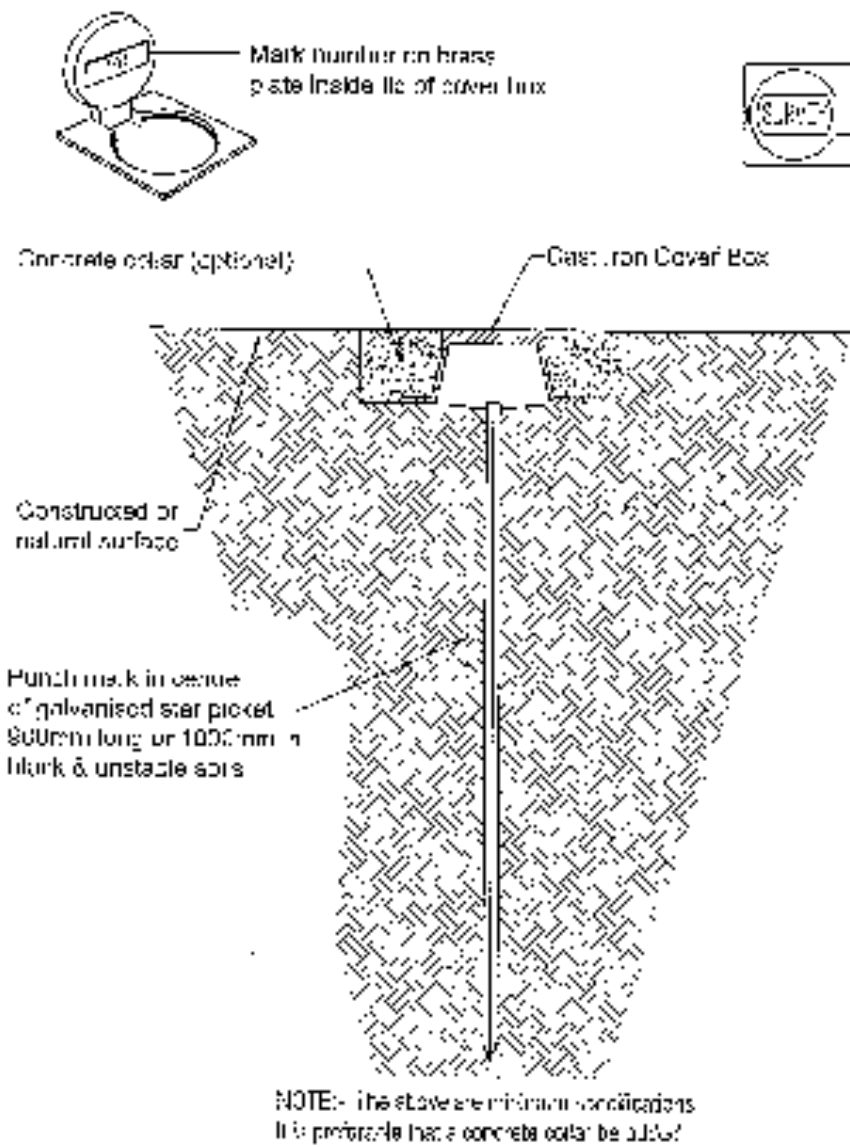 Mark number on brass
plate inside lid of cover box
SURVEY
Concrete collar (optional)
Cast Iron Cover Box
Constructed or
natural surface
Punch mark in centre
of galvanised star picket
900mm long or
black & unstable soils
NOTE:- The above are minimum specifications
It is preferable that a concrete collar be